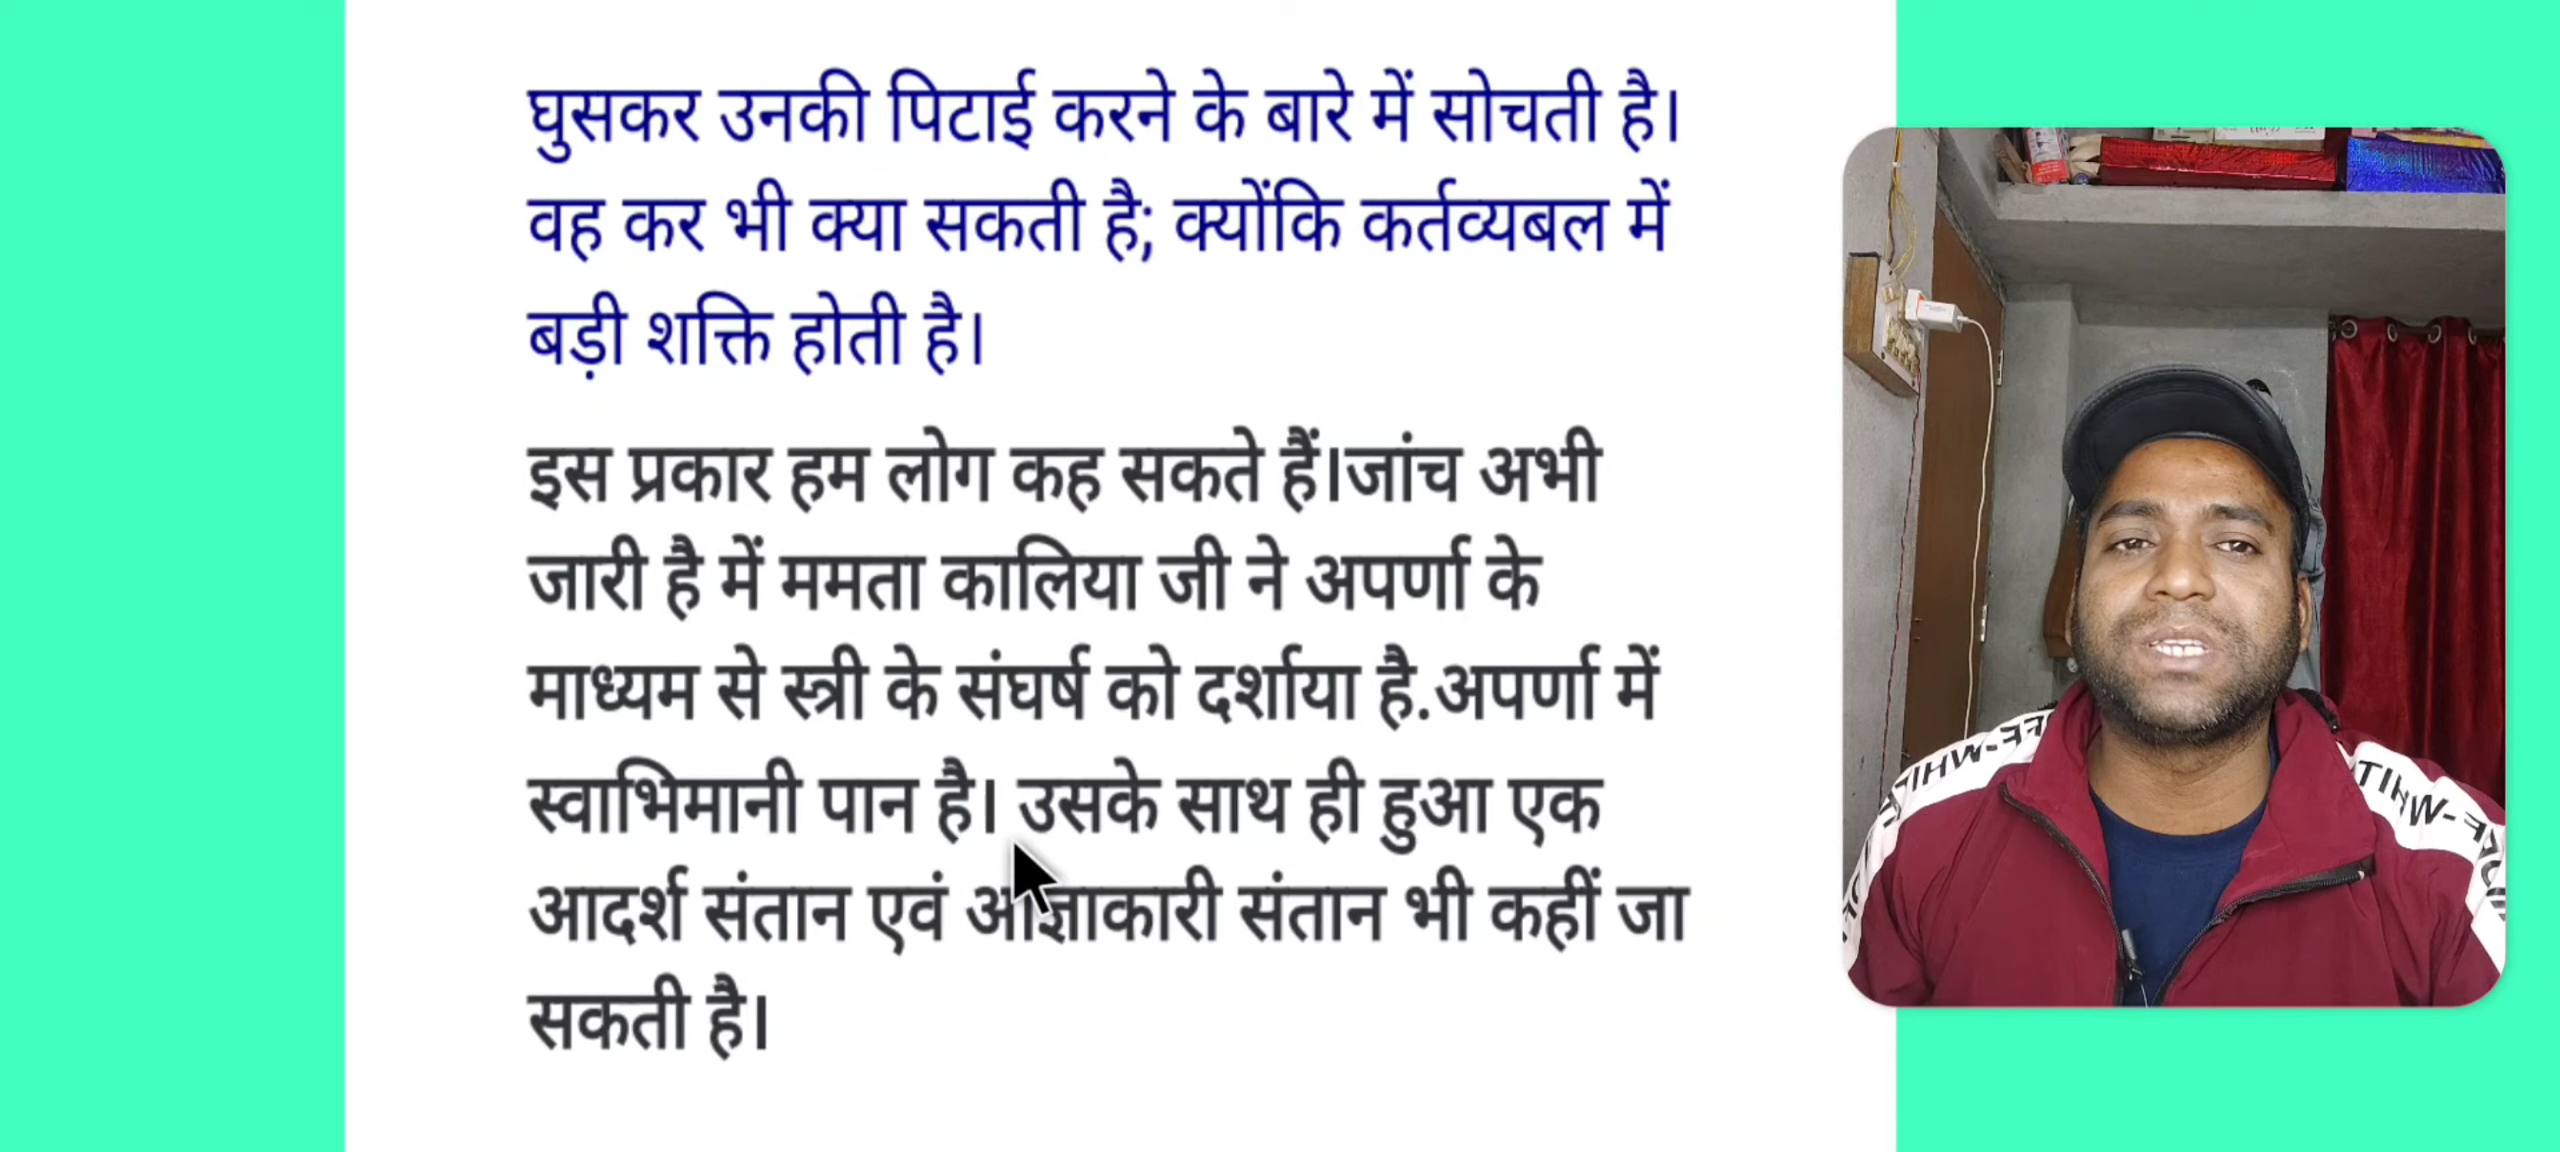 घुसकर उनकी पिटाई करने के बारे में सोचती है।
वह कर भी क्या सकती है; क्योंकि कर्तव्यबल में
बड़ी शक्ति होती है।
इस प्रकार हम लोग कह सकते हैं।जांच अभी
जारी है में ममता कालिया जी ने अपर्णा के
माध्यम से स्त्री के संघर्ष को दर्शाया है.अपर्णा में
स्वाभिमानी पान है। उसके साथ ही हुआ एक
आदर्श संतान एवं आज्ञाकारी संतान भी कहीं जा
सकती है।